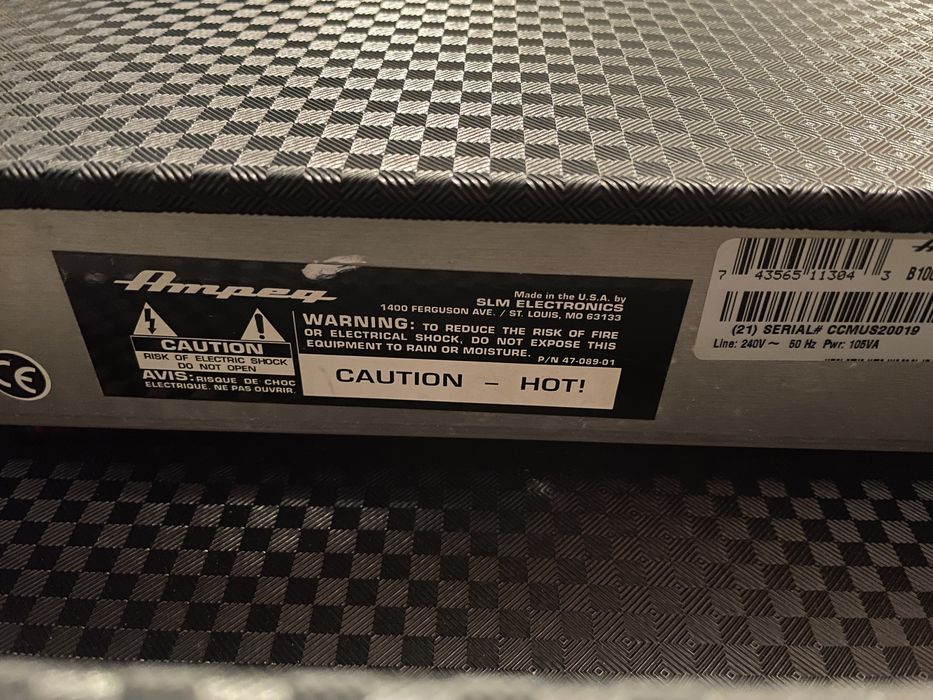 Ampeg
Made in the U.S.A. by
SLM ELECTRONICS
1400 FERGUSON AVE. / ST. LOUIS, MO 63133
CAUTION
RISK OF ELECTRIC SHOCK
DO NOT OPEN
AVIS: RISQUE DE CHOC
ELECTRIQUE. NE PAS OUVRIR.
WARNING: TO REDUCE THE RISK OF FIRE
OR ELECTRICAL SHOCK, DO NOT EXPOSE THIS
EQUIPMENT TO RAIN OR MOISTURE.
P/N 47-089-01
CAUTION – HOT!
CE
7 43565 11304 3
(21) SERIAL# CCMUS20019
Line: 240V~ 50 Hz Pwr: 105VA